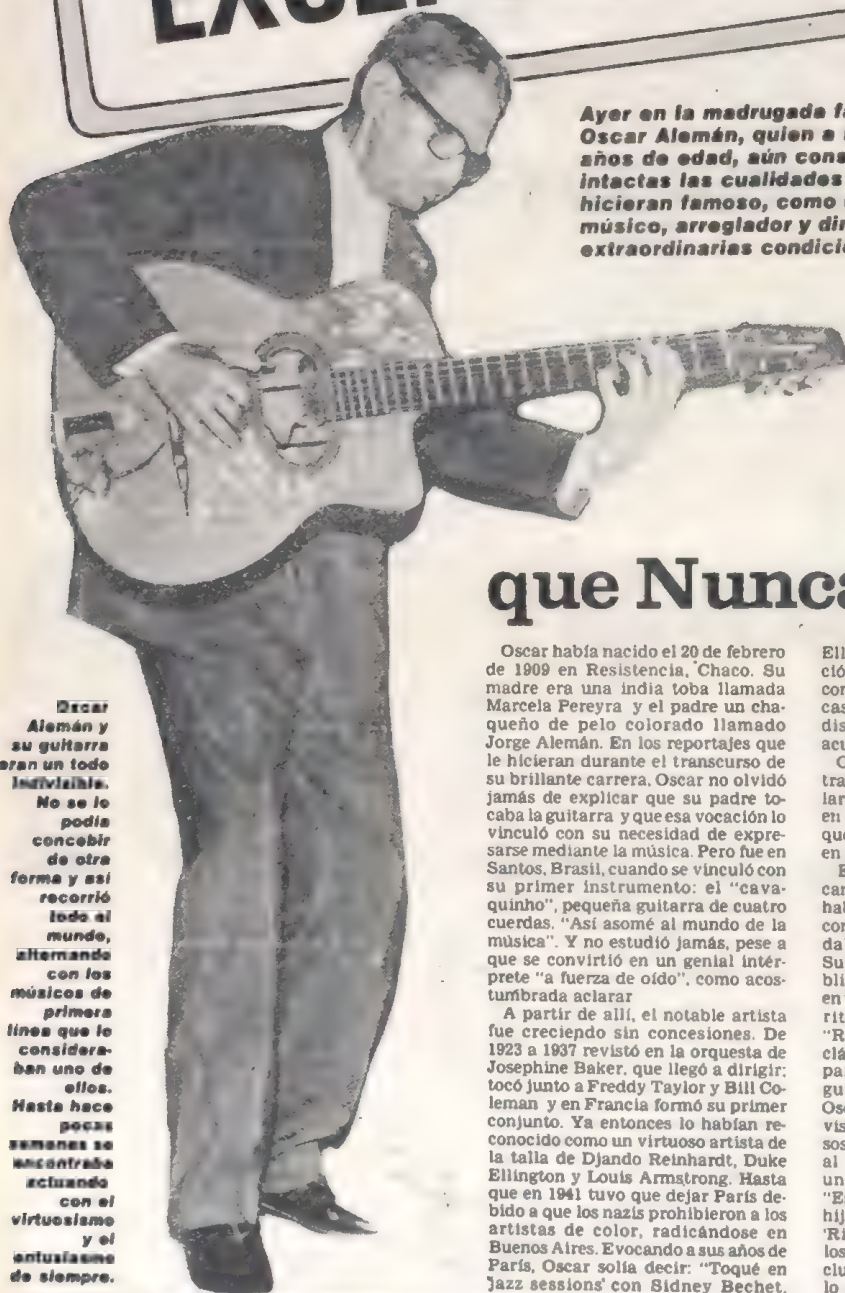 Ayer en la madrugada
Oscar Alemán, quien a
años de edad, aún
intactas las cualidades
hicieran famoso, como
músico, arreglador y
extraordinarias
que Nunca
Oscar había nacido el 20 de febrero
de 1909 en Resistencia, Chaco. Su
madre era una india toba llamada
Marcela Pereyra y el padre un cha-
queño de pelo colorado llamado
Jorge Alemán. En los reportajes que
le hicieran durante el transcurso de
su brillante carrera, Oscar no olvidó
jamás de explicar que su padre to-
caba la guitarra y que esa vocación lo
vinculó con su necesidad de expre-
sarse mediante la música. Pero fue en
Santos, Brasil, cuando se vinculó con
su primer instrumento: el "cava-
quinho", pequeña guitarra de cuatro
cuerdas. "Así asomé al mundo de la
música". Y no estudió jamás, pese a
que se convirtió en un genial intér-
prete "a fuerza de oído", como acos-
tumbrada aclarar
A partir de allí, el notable artista
fue creciendo sin concesiones. De
1923 a 1937 revistó en la orquesta de
Josephine Baker, que llegó a dirigir;
tocó junto a Freddy Taylor y Bill Co-
leman y en Francia formó su primer
conjunto. Ya entonces lo habían re-
conocido como un virtuoso artista de
la talla de Djando Reinhardt, Duke
Ellington y Louis Armstrong. Hasta
que en 1941 tuvo que dejar París de-
bido a que los nazis prohibieron a los
artistas de color, radicándose en
Buenos Aires. Evocando a sus años de
París, Oscar solía decir: "Toqué en
'jazz sessions' con Sidney Bechet,
Oscar
Alemán y
su guitarra
eran un todo
indivisible.
No se lo
podía
concebir
de otra
forma y así
recorrió
todo el
mundo,
alternando
con los
músicos de
primera
línea que le
considera-
ban uno de
ellos.
Hasta hace
pocas
semanas se
encontraba
actuando
con el
virtuosismo
y el
entusiasmo
de siempre.